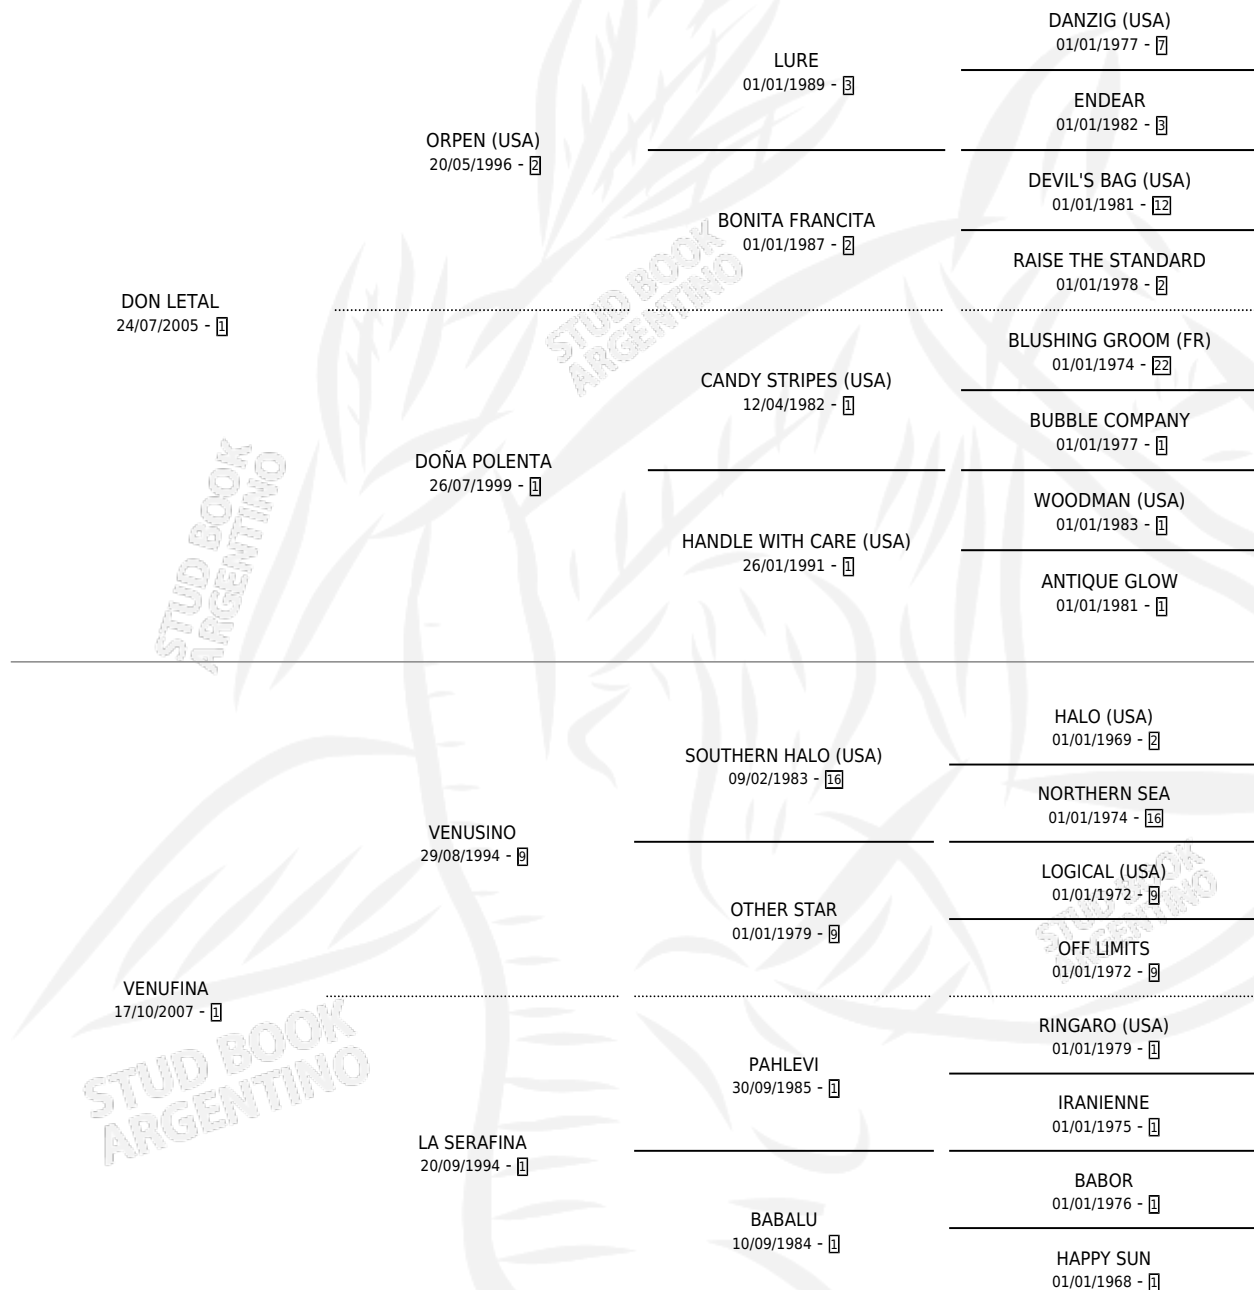 DANZIG (USA)
01/01/1977 - 7
LURE
01/01/1989 - 3
ENDEAR
01/01/1982 - 3
ORPEN (USA)
20/05/1996 - 2
DEVIL'S BAG (USA)
01/01/1981 - 12
BONITA FRANCITA
01/01/1987 - 2
RAISE THE STANDARD
01/01/1978 - 2
DON LETAL
24/07/2005 - 1
BLUSHING GROOM (FR)
01/01/1974 - 22
CANDY STRIPES (USA)
12/04/1982 - 1
BUBBLE COMPANY
01/01/1977 - 1
DOÑA POLENTA
26/07/1999 - 1
WOODMAN (USA)
01/01/1983 - 1
HANDLE WITH CARE (USA)
26/01/1991 - 1
ANTIQUE GLOW
01/01/1981 - 1
HALO (USA)
01/01/1969 - 2
SOUTHERN HALO (USA)
09/02/1983 - 16
NORTHERN SEA
01/01/1974 - 16
VENUSINO
29/08/1994 - 9
LOGICAL (USA)
01/01/1972 - 9
OTHER STAR
01/01/1979 - 9
OFF LIMITS
01/01/1972 - 9
VENUFINA
17/10/2007 - 1
RINGARO (USA)
01/01/1979 - 1
PAHLEVI
30/09/1985 - 1
IRANIENNE
01/01/1975 - 1
LA SERAFINA
20/09/1994 - 1
BABOR
01/01/1976 - 1
BABALU
10/09/1984 - 1
HAPPY SUN
01/01/1968 - 1
STUD BOOK
ARGENTINO
STUD BOOK
ARGENTINO
STUD BOOK
ARGENTINO
STUD BOOK
ARGENTINO